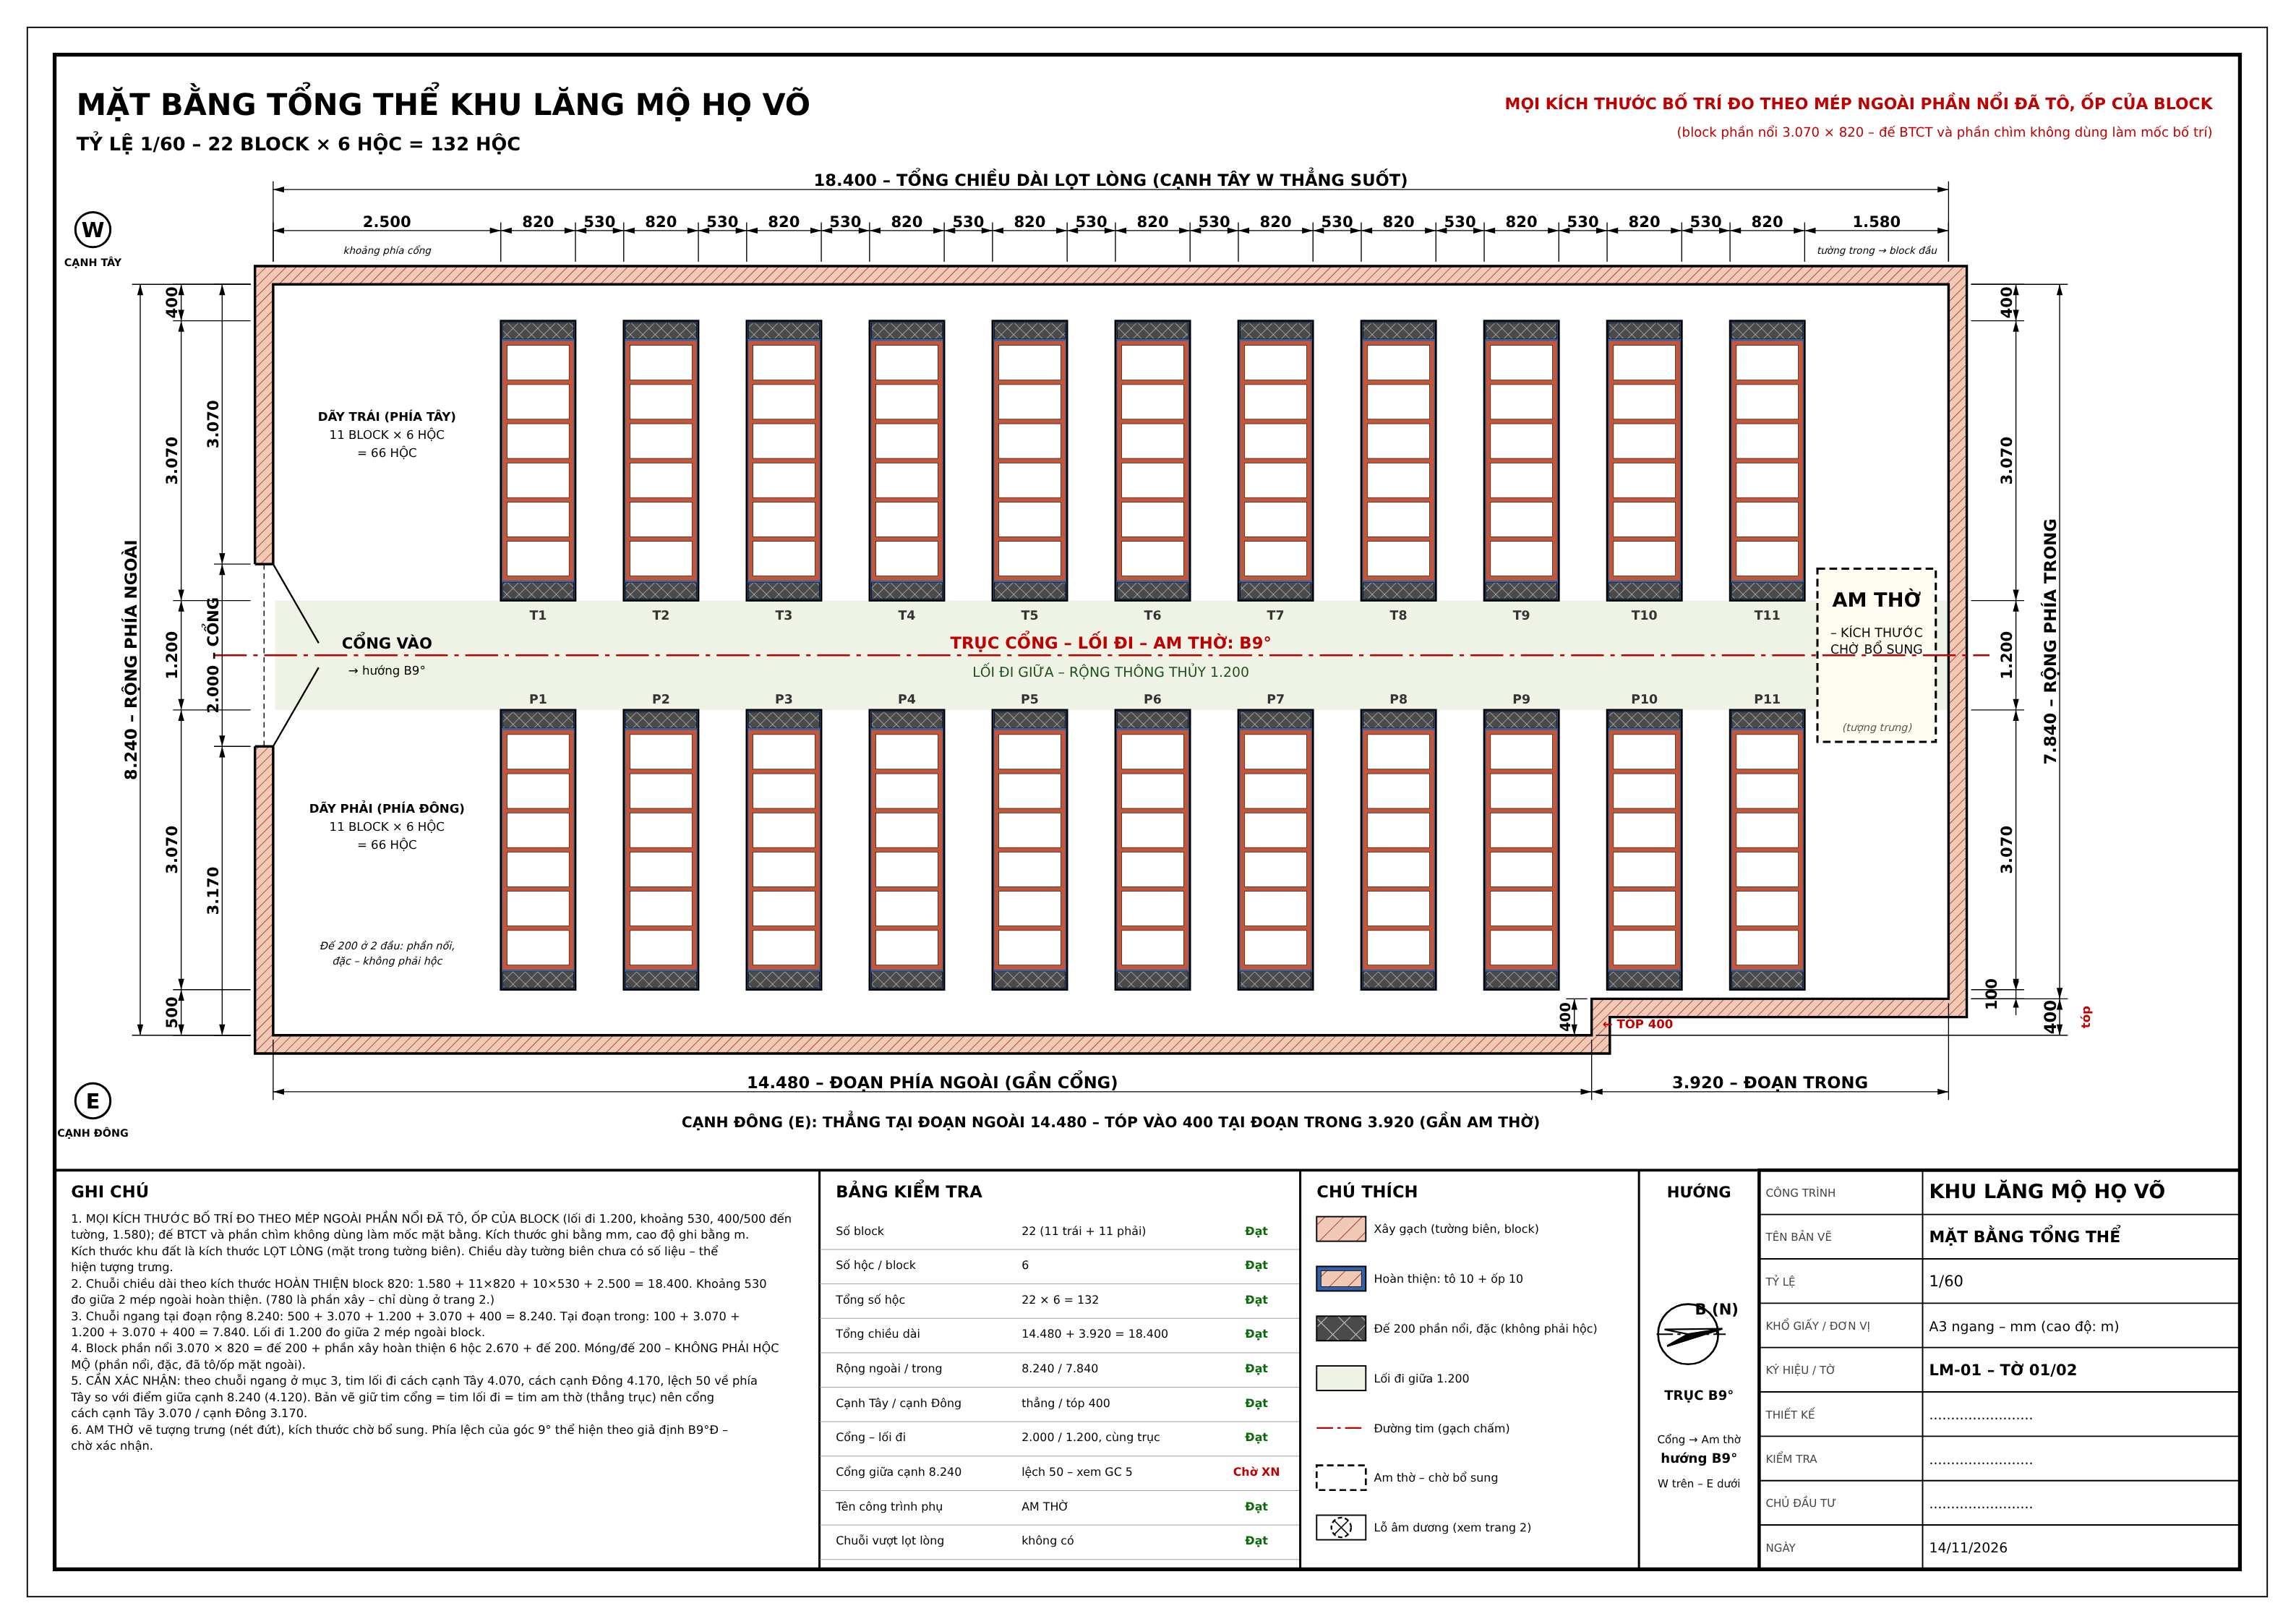 MẶT BẰNG TỔNG THỂ KHU LĂNG MỘ HỌ VÕ
TỶ LỆ 1/60 – 22 BLOCK × 6 HỘC = 132 HỘC
MỌI KÍCH THƯỚC BỐ TRÍ ĐO THEO MÉP NGOÀI PHẦN NỔI ĐÃ TÔ, ỐP CỦA BLOCK
(block phần nổi 3.070 × 820 – đế BTCT và phần chìm không dùng làm mốc bố trí)
18.400 – TỔNG CHIỀU DÀI LỌT LÒNG (CẠNH TÂY W THẲNG SUỐT)
W
CẠNH TÂY
2.500 820 530 820 530 820 530 820 530 820 530 820 530 820 530 820 530 820 530 820 530 820 1.580
khoảng phía cổng
tường trong → block đầu
400
3.070
3.070
1.200
2.000 – CỔNG
8.240 – RỘNG PHÍA NGOÀI
3.070
3.170
500
DÃY TRÁI (PHÍA TÂY)
11 BLOCK × 6 HỘC
= 66 HỘC
T1 T2 T3 T4 T5 T6 T7 T8 T9 T10 T11
CỔNG VÀO
→ hướng B9°
TRỤC CỔNG – LỐI ĐI – AM THỜ: B9°
LỐI ĐI GIỮA – RỘNG THÔNG THỦY 1.200
AM THỜ
– KÍCH THƯỚC
CHỜ BỔ SUNG
(tượng trưng)
P1 P2 P3 P4 P5 P6 P7 P8 P9 P10 P11
DÃY PHẢI (PHÍA ĐÔNG)
11 BLOCK × 6 HỘC
= 66 HỘC
Đế 200 ở 2 đầu: phần nổi,
đặc – không phải hộc
400
3.070
1.200
7.840 – RỘNG PHÍA TRONG
3.070
100
400
tóp
400
← TÓP 400
14.480 – ĐOẠN PHÍA NGOÀI (GẦN CỔNG)
3.920 – ĐOẠN TRONG
E
CẠNH ĐÔNG
CẠNH ĐÔNG (E): THẲNG TẠI ĐOẠN NGOÀI 14.480 – TÓP VÀO 400 TẠI ĐOẠN TRONG 3.920 (GẦN AM THỜ)
GHI CHÚ
1. MỌI KÍCH THƯỚC BỐ TRÍ ĐO THEO MÉP NGOÀI PHẦN NỔI ĐÃ TÔ, ỐP CỦA BLOCK (lối đi 1.200, khoảng 530, 400/500 đến
tường, 1.580); đế BTCT và phần chìm không dùng làm mốc mặt bằng. Kích thước ghi bằng mm, cao độ ghi bằng m.
Kích thước khu đất là kích thước LỌT LÒNG (mặt trong tường biên). Chiều dày tường biên chưa có số liệu – thể
hiện tượng trưng.
2. Chuỗi chiều dài theo kích thước HOÀN THIỆN block 820: 1.580 + 11×820 + 10×530 + 2.500 = 18.400. Khoảng 530
đo giữa 2 mép ngoài hoàn thiện. (780 là phần xây – chỉ dùng ở trang 2.)
3. Chuỗi ngang tại đoạn rộng 8.240: 500 + 3.070 + 1.200 + 3.070 + 400 = 8.240. Tại đoạn trong: 100 + 3.070 +
1.200 + 3.070 + 400 = 7.840. Lối đi 1.200 đo giữa 2 mép ngoài block.
4. Block phần nổi 3.070 × 820 = đế 200 + phần xây hoàn thiện 6 hộc 2.670 + đế 200. Móng/đế 200 – KHÔNG PHẢI HỘC
MỘ (phần nổi, đặc, đã tô/ốp mặt ngoài).
5. CẦN XÁC NHẬN: theo chuỗi ngang ở mục 3, tim lối đi cách cạnh Tây 4.070, cách cạnh Đông 4.170, lệch 50 về phía
Tây so với điểm giữa cạnh 8.240 (4.120). Bản vẽ giữ tim cổng = tim lối đi = tim am thờ (thẳng trục) nên cổng
cách cạnh Tây 3.070 / cạnh Đông 3.170.
6. AM THỜ vẽ tượng trưng (nét đứt), kích thước chờ bổ sung. Phía lệch của góc 9° thể hiện theo giả định B9°Đ –
chờ xác nhận.
BẢNG KIỂM TRA
Số block 22 (11 trái + 11 phải) Đạt
Số hộc / block 6 Đạt
Tổng số hộc 22 × 6 = 132 Đạt
Tổng chiều dài 14.480 + 3.920 = 18.400 Đạt
Rộng ngoài / trong 8.240 / 7.840 Đạt
Cạnh Tây / cạnh Đông thẳng / tóp 400 Đạt
Cổng – lối đi 2.000 / 1.200, cùng trục Đạt
Cổng giữa cạnh 8.240 lệch 50 – xem GC 5 Chờ XN
Tên công trình phụ AM THỜ Đạt
Chuỗi vượt lọt lòng không có Đạt
CHÚ THÍCH
Xây gạch (tường biên, block)
Hoàn thiện: tô 10 + ốp 10
Đế 200 phần nổi, đặc (không phải hộc)
Lối đi giữa 1.200
Đường tim (gạch chấm)
Am thờ – chờ bổ sung
Lỗ âm dương (xem trang 2)
HƯỚNG
B (N)
TRỤC B9°
Cổng → Am thờ
hướng B9°
W trên – E dưới
CÔNG TRÌNH KHU LĂNG MỘ HỌ VÕ
TÊN BẢN VẼ MẶT BẰNG TỔNG THỂ
TỶ LỆ 1/60
KHỔ GIẤY / ĐƠN VỊ A3 ngang – mm (cao độ: m)
KÝ HIỆU / TỜ LM-01 – TỜ 01/02
THIẾT KẾ ........................
KIỂM TRA ........................
CHỦ ĐẦU TƯ ........................
NGÀY 14/11/2026